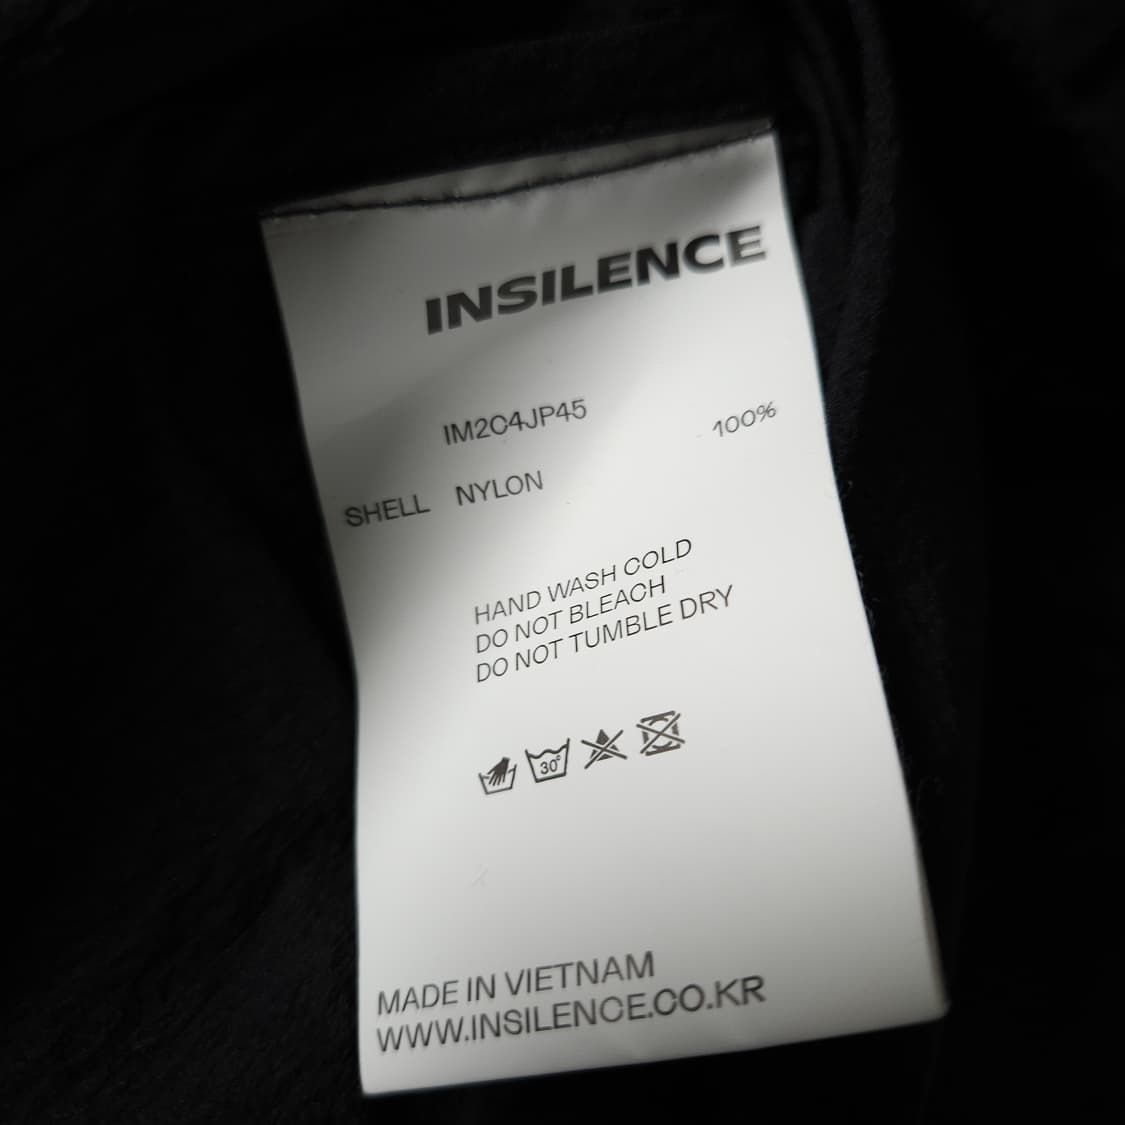 INSILENCE
IM2C4JP45
100%
SHELL NYLON
HAND WASH COLD
DO NOT BLEACH
DO NOT TUMBLE DRY
30°
MADE IN VIETNAM
WWW.INSILENCE.CO.KR